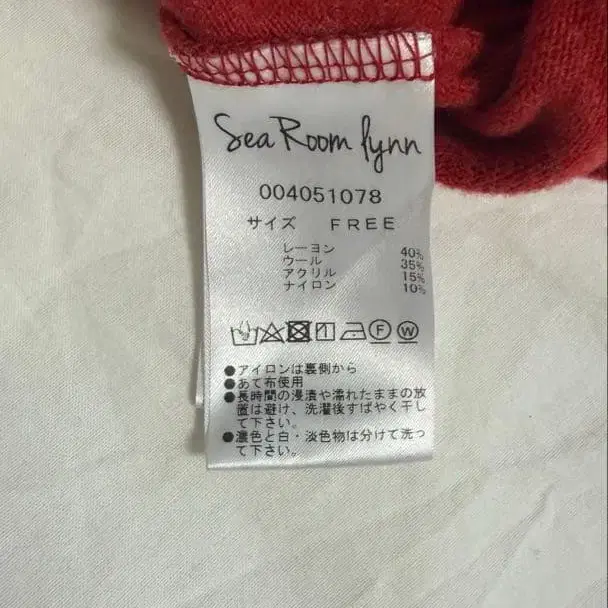 Sea Room lynn
004051078
サイズ FREE
レーヨン 40%
ウール 35%
アクリル 15%
ナイロン 10%
F W
●アイロンは裏側から
●あて布使用
●長時間の浸漬や濡れたままの放
置は避け、洗濯後すばやく干し
て下さい。
●濃色と白・淡色物は分けて洗っ
て下さい。